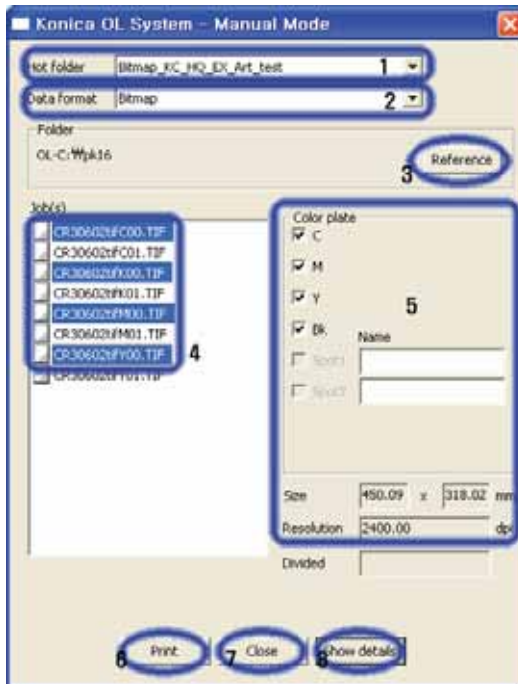 Konica OL System - Manual Mode
Hot folder Bitmap_KC_HQ_EX_Art_test 1
Data format Bitmap 2
Folder
OL-C:₩pk16
Reference
3
Job(s)
CR30602tifC00.TIF
CR30602tifC01.TIF
CR30602tifK00.TIF
CR30602tifK01.TIF
CR30602tifM00.TIF
CR30602tifM01.TIF
CR30602tifY00.TIF
CR30602tifY01.TIF
4
Color plate
C
M
Y
Bk
5
Name
Spot1
Size 450.09 x 318.02 mm
Resolution 2400.00 dpi
Divided
6 Print
7 Close
8 Show details